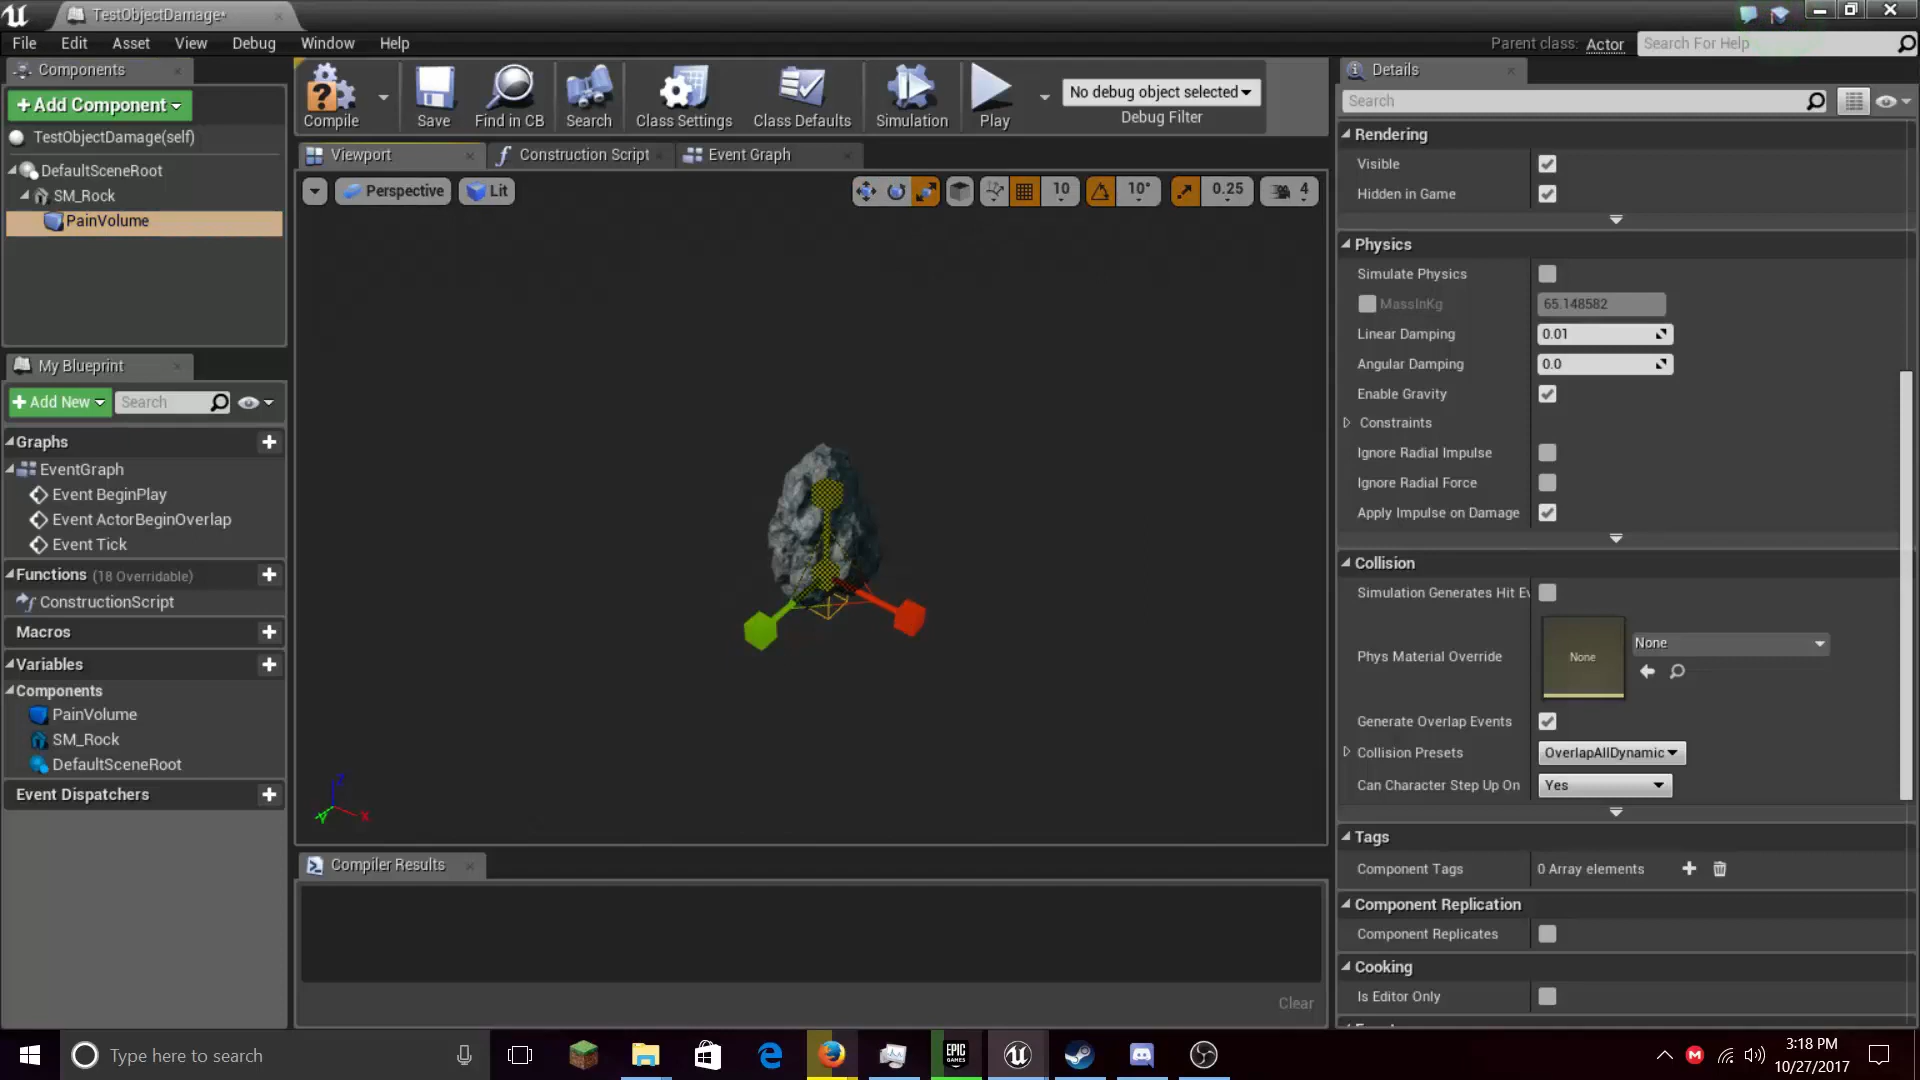 TestObjectDamage*
File Edit Asset View Debug Window Help
Parent class: Actor
Search For Help
Components
+Add Component
TestObjectDamage(self)
DefaultSceneRoot
SM_Rock
PainVolume
Compile
Save
Find in CB
Search
Class Settings
Class Defaults
Simulation
Play
No debug object selected
Debug Filter
Viewport
Construction Script
Event Graph
Perspective
Lit
10
10°
0.25
4
Z
Y
X
My Blueprint
+Add New
Search
Graphs
EventGraph
Event BeginPlay
Event ActorBeginOverlap
Event Tick
Functions (18 Overridable)
ConstructionScript
Macros
Variables
Components
PainVolume
SM_Rock
DefaultSceneRoot
Event Dispatchers
Compiler Results
Clear
Details
Search
Rendering
Visible
Hidden in Game
Physics
Simulate Physics
MassInKg 65.148582
Linear Damping 0.01
Angular Damping 0.0
Enable Gravity
Constraints
Ignore Radial Impulse
Ignore Radial Force
Apply Impulse on Damage
Collision
Simulation Generates Hit Ev
Phys Material Override None None
Generate Overlap Events
Collision Presets OverlapAllDynamic
Can Character Step Up On Yes
Tags
Component Tags 0 Array elements
Component Replication
Component Replicates
Cooking
Is Editor Only
Type here to search
EPIC
GAMES
3:18 PM
10/27/2017